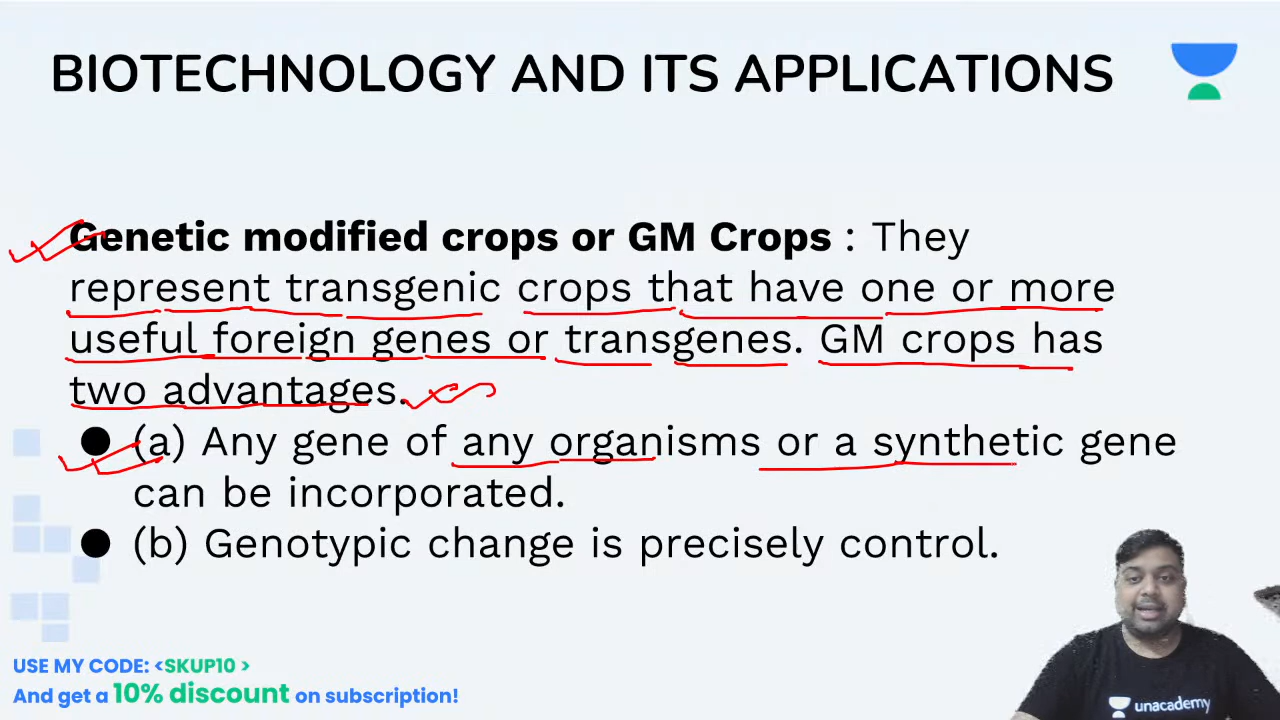 BIOTECHNOLOGY AND ITS APPLICATIONS
Genetic modified crops or GM Crops : They
represent transgenic crops that have one or more
useful foreign genes or transgenes. GM crops has
two advantages.
● (a) Any gene of any organisms or a synthetic gene
can be incorporated.
● (b) Genotypic change is precisely control.
USE MY CODE: <SKUP10 >
And get a 10% discount on subscription!
unacademy